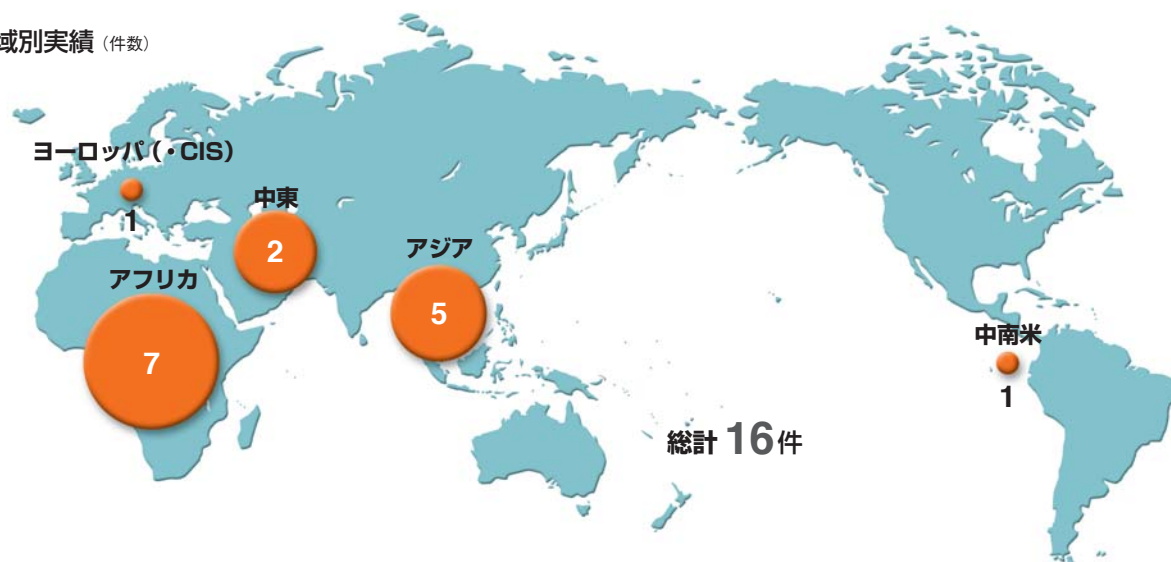 域別実績（件数）
ヨーロッパ（・CIS）
1
中東
2
アジア
5
アフリカ
7
中南米
1
総計 16件